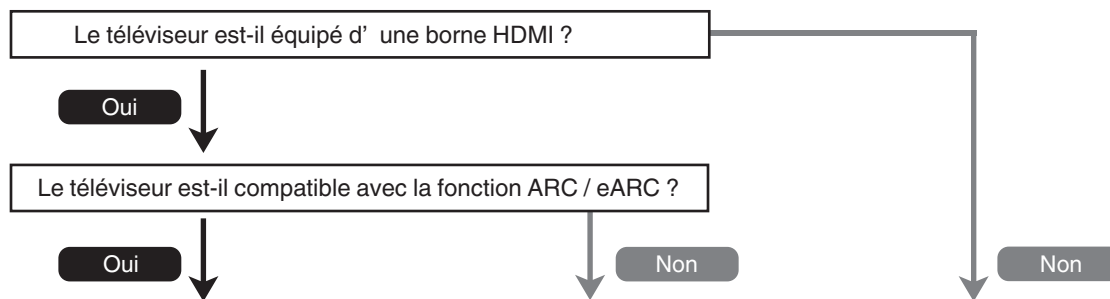 Le téléviseur est-il équipé d’ une borne HDMI ?
Oui
Le téléviseur est-il compatible avec la fonction ARC / eARC ?
Oui
Non
Non